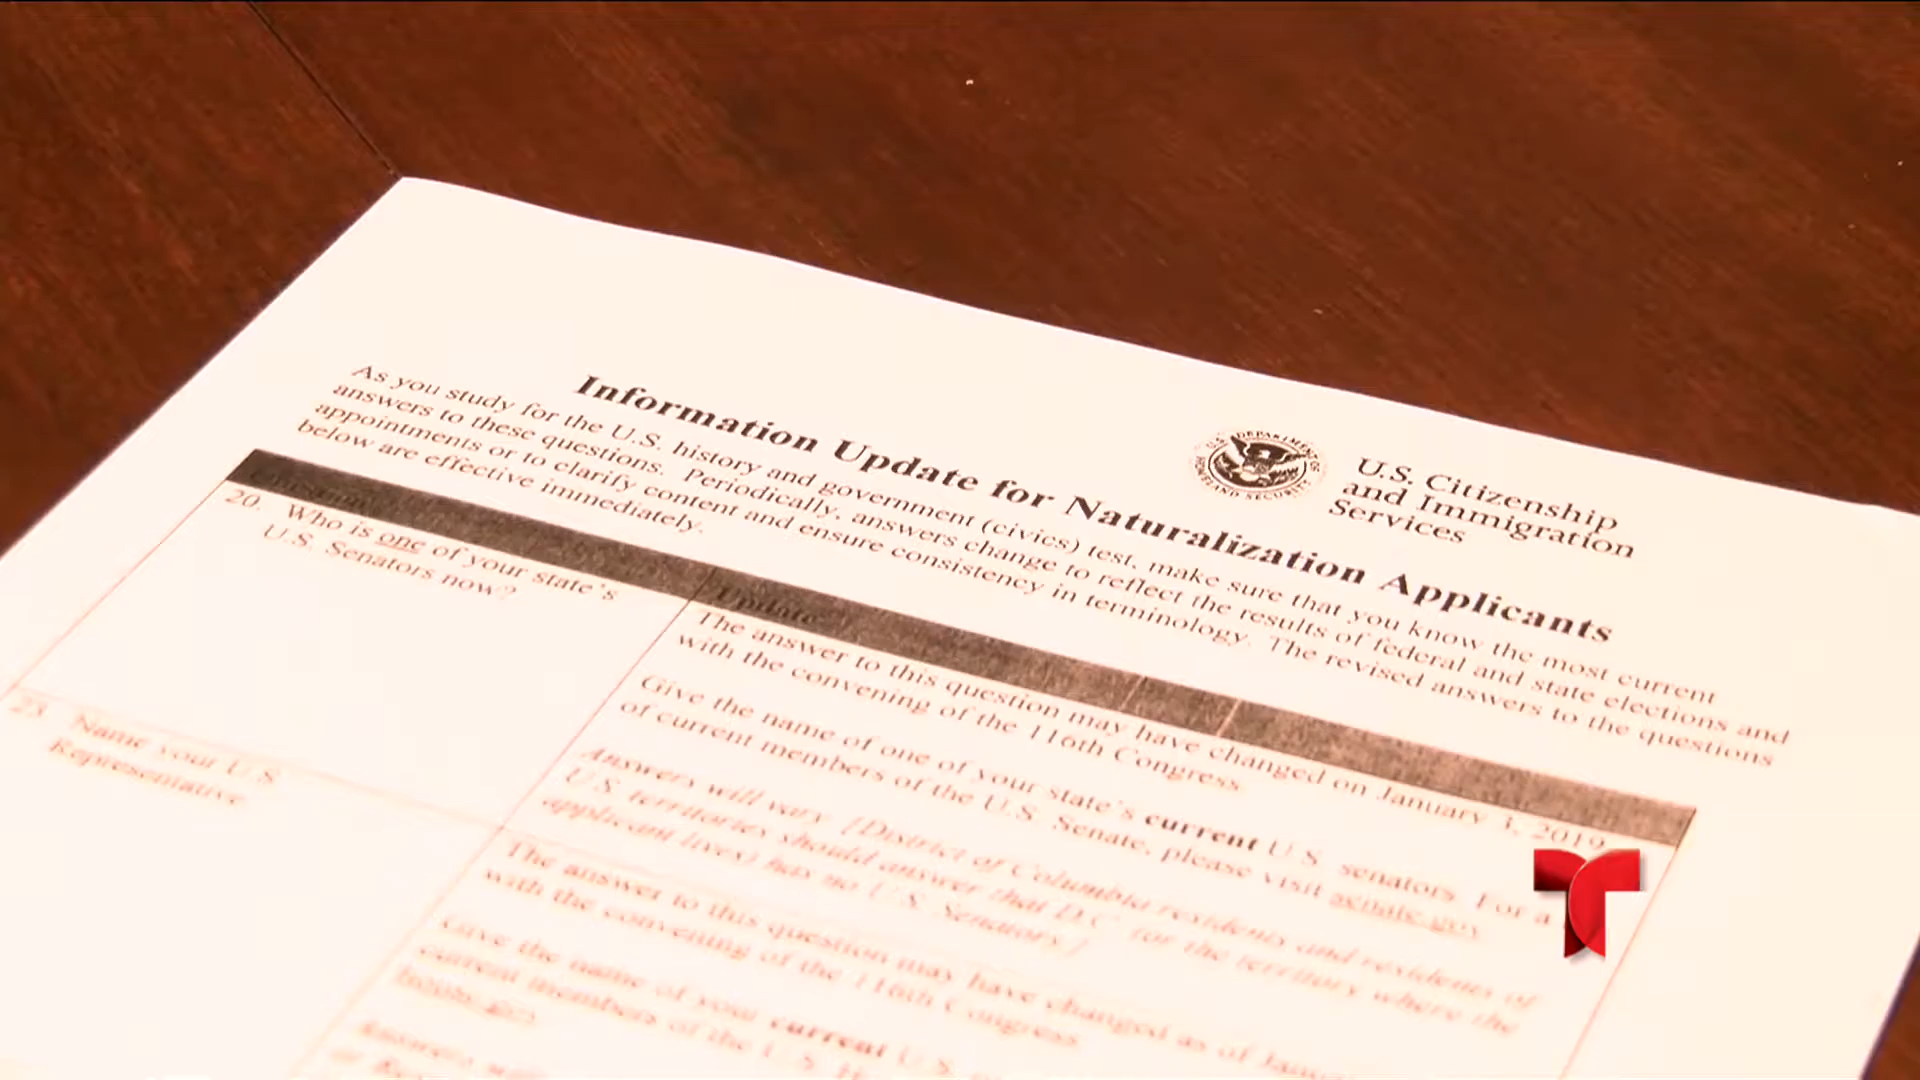 U.S. DEPARTMENT OF HOMELAND SECURITY
U.S. Citizenship
and Immigration
Services
Information Update for Naturalization Applicants
As you study for the U.S. history and government (civics) test, make sure that you know the most current
answers to these questions. Periodically, answers change to reflect the results of federal and state elections and
appointments or to clarify content and ensure consistency in terminology. The revised answers to the questions
below are effective immediately.
Update
20. Who is one of your state's
U.S. Senators now?
The answer to this question may have changed on January 3, 2019
with the convening of the 116th Congress.
Give the name of one of your state's current U.S. senators. For a
of current members of the U.S. Senate, please visit senate.gov
Answers will vary. [District of Columbia residents and residents of
U.S. territories should answer that D.C. (or the territory where the
applicant lives) has no U.S. Senators.]
23. Name your U.S.
Representative
The answer to this question may have changed as of
with the convening of the 116th Congress
Give the name of your current U.S.
current members of the U.S.
Answers will